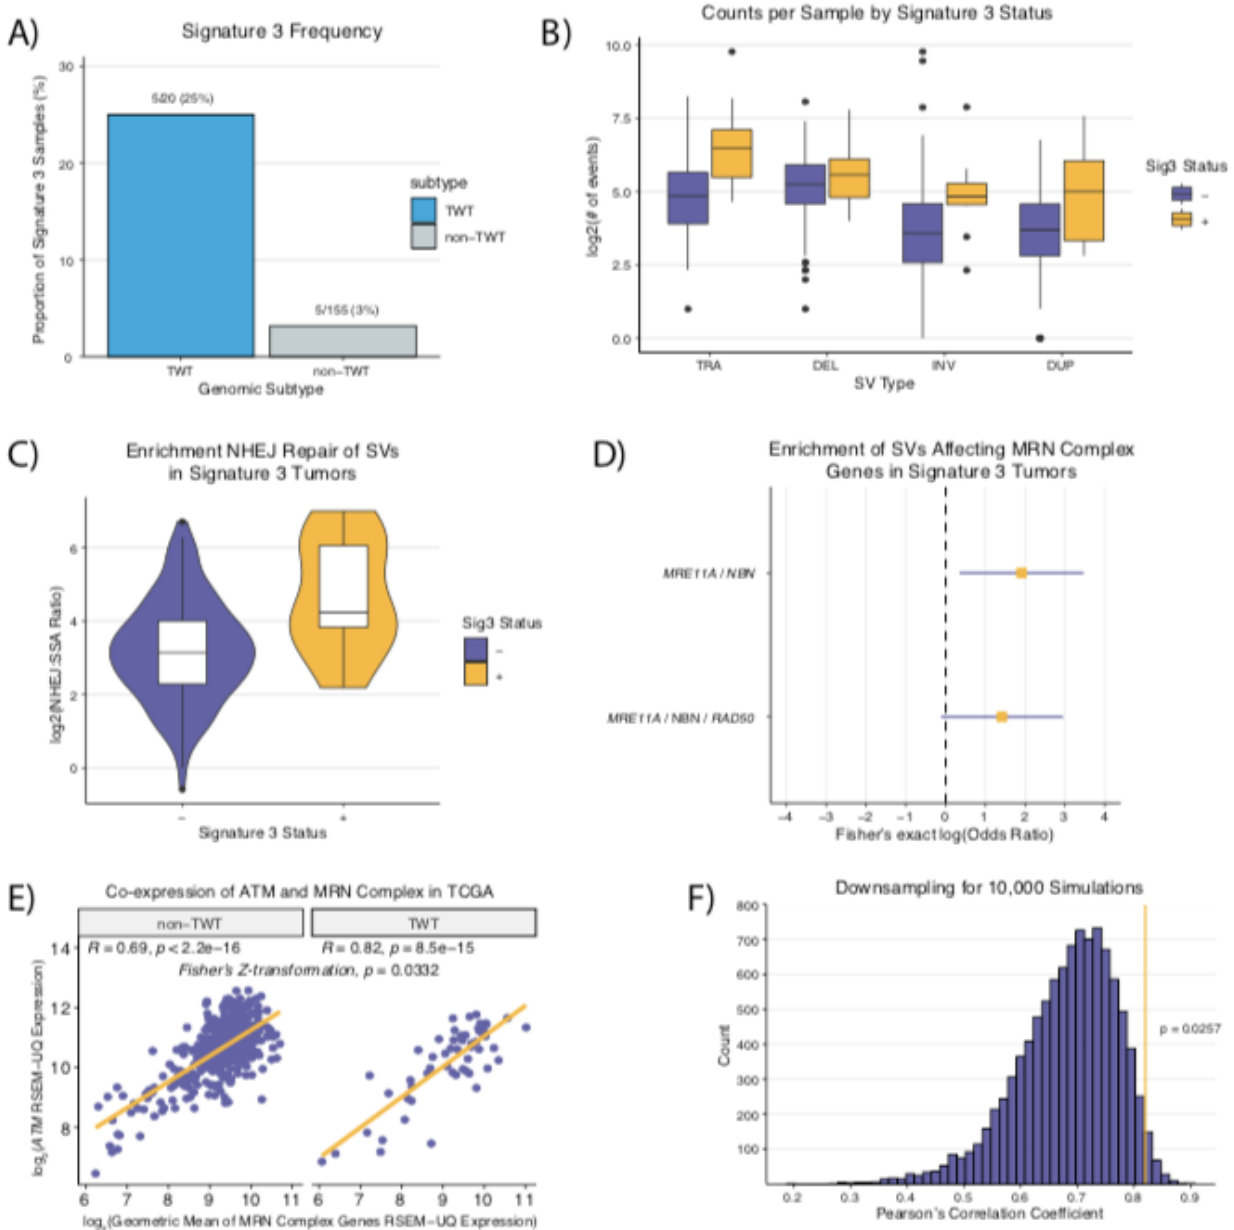 A)
Signature 3 Frequency
Proportion of Signature 3 Samples (%)
30
20
10
0
5/20 (25%)
5/155 (3%)
TWT
non-TWT
Genomic Subtype
subtype
TWT
non-TWT
B)
Counts per Sample by Signature 3 Status
log2(# of events)
10.0
7.5
5.0
2.5
0.0
TRA
DEL
INV
DUP
SV Type
Sig3 Status
-
+
C)
Enrichment NHEJ Repair of SVs
in Signature 3 Tumors
log2(NHEJ:SSA Ratio)
6
4
2
0
-
+
Signature 3 Status
Sig3 Status
-
+
D)
Enrichment of SVs Affecting MRN Complex
Genes in Signature 3 Tumors
MRE11A / NBN
MRE11A / NBN / RAD50
-4 -3 -2 -1 0 1 2 3 4
Fisher's exact log(Odds Ratio)
E)
Co-expression of ATM and MRN Complex in TCGA
non-TWT
TWT
R = 0.69, p < 2.2e-16
R = 0.82, p = 8.5e-15
Fisher's Z-transformation, p = 0.0332
log2(ATM RSEM-UQ Expression)
14
12
10
8
6 7 8 9 10 11
6 7 8 9 10 11
log2(Geometric Mean of MRN Complex Genes RSEM-UQ Expression)
F)
Downsampling for 10,000 Simulations
Count
800
700
600
500
400
300
200
100
p = 0.0257
0.2 0.3 0.4 0.5 0.6 0.7 0.8 0.9
Pearson's Correlation Coefficient